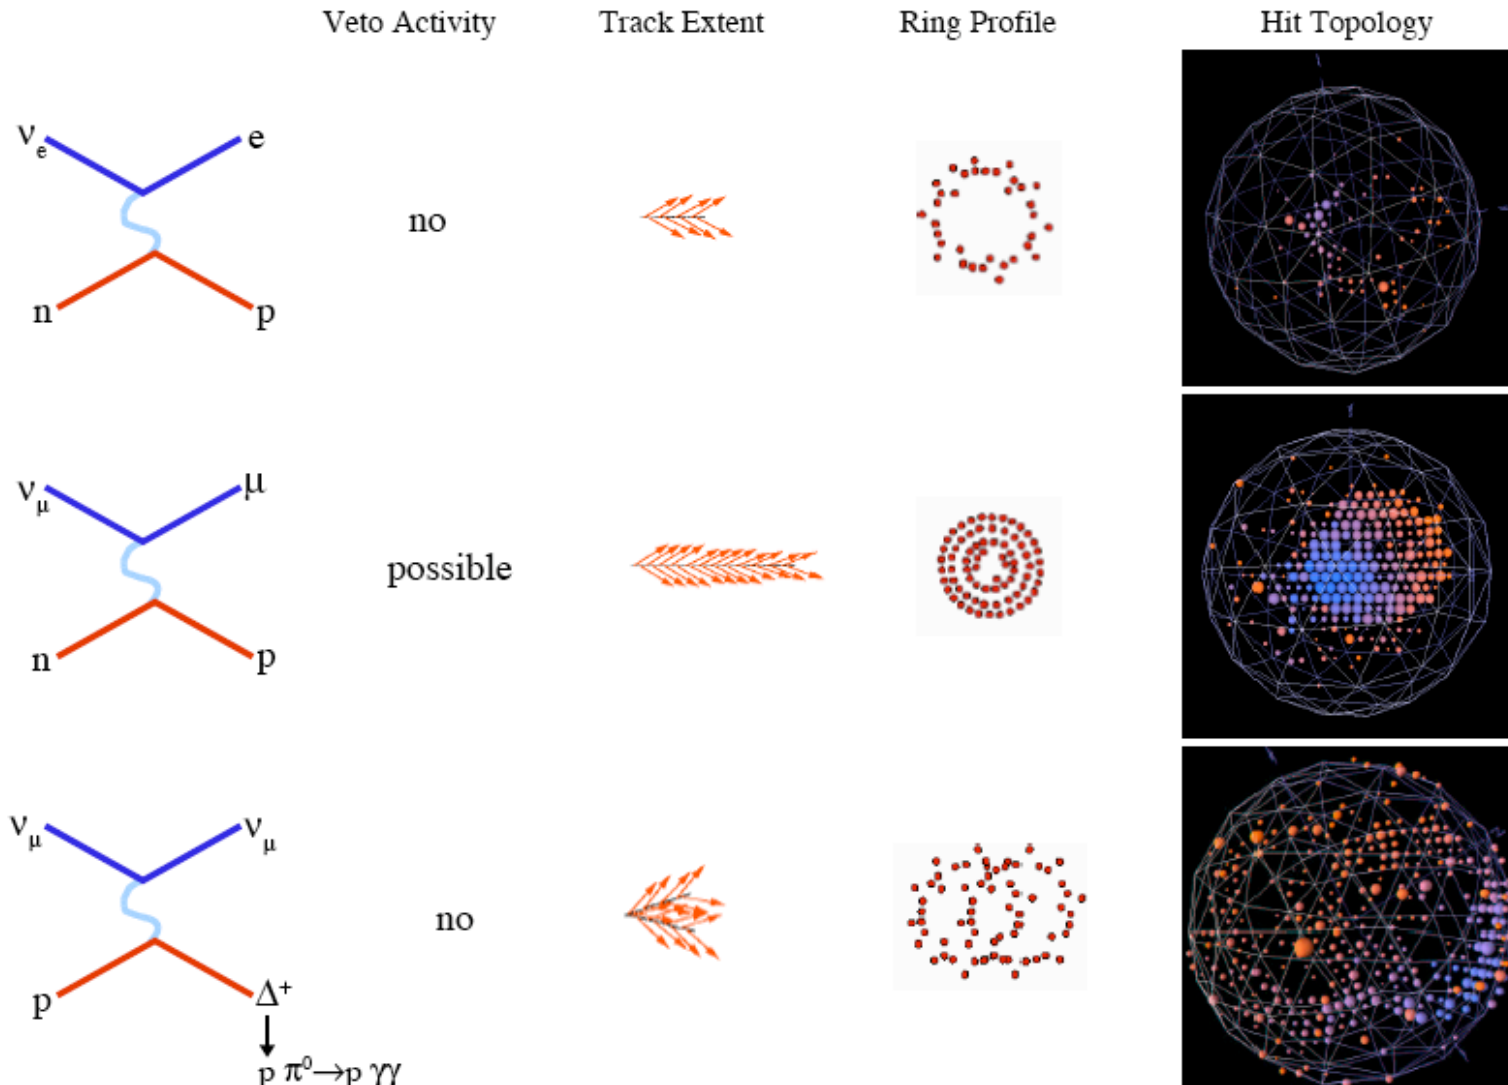 Veto Activity Track Extent Ring Profile Hit Topology
νe e
no
n p
νμ μ
possible
n p
νμ νμ
no
p Δ⁺
p π⁰→p γγ